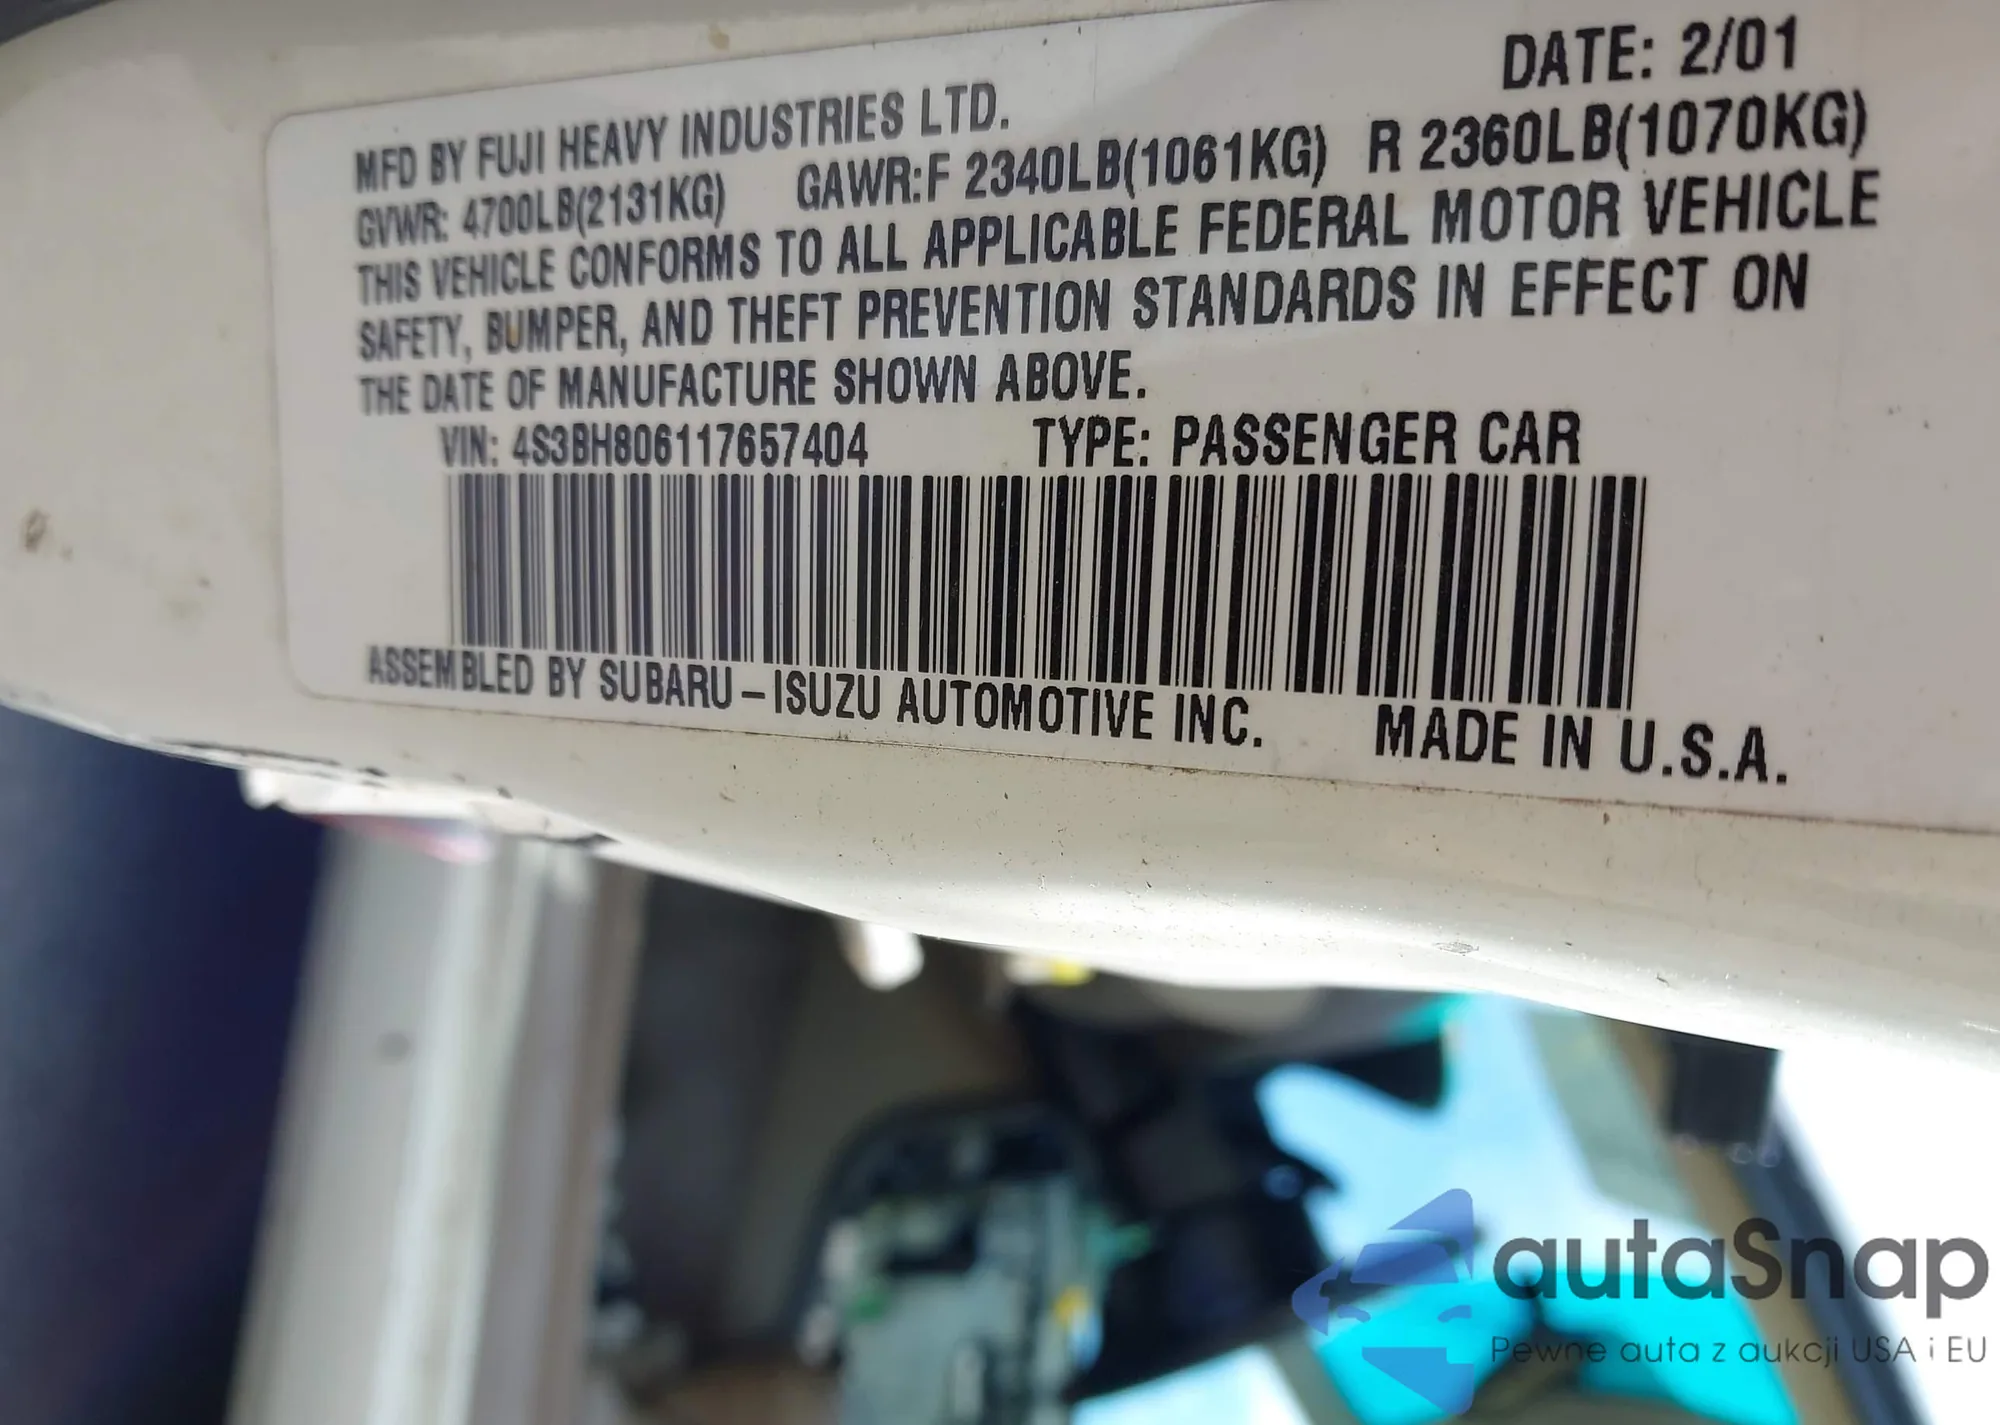 DATE: 2/01
MFD BY FUJI HEAVY INDUSTRIES LTD.
GVWR: 4700LB(2131KG) GAWR:F 2340LB(1061KG) R 2360LB(1070KG)
THIS VEHICLE CONFORMS TO ALL APPLICABLE FEDERAL MOTOR VEHICLE
SAFETY, BUMPER, AND THEFT PREVENTION STANDARDS IN EFFECT ON
THE DATE OF MANUFACTURE SHOWN ABOVE.
VIN: 4S3BH806117657404 TYPE: PASSENGER CAR
ASSEMBLED BY SUBARU – ISUZU AUTOMOTIVE INC. MADE IN U.S.A.
autaSnap
Pewne auta z aukcji USA i EU